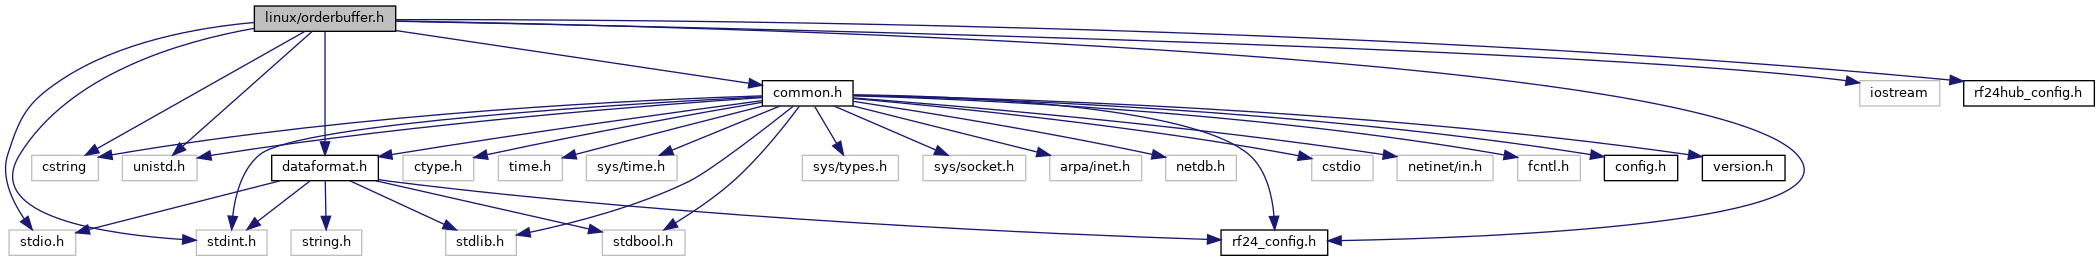 linux/orderbuffer.h
common.h
iostream
rf24hub_config.h
cstring
unistd.h
dataformat.h
ctype.h
time.h
sys/time.h
sys/types.h
sys/socket.h
arpa/inet.h
netdb.h
cstdio
netinet/in.h
fcntl.h
config.h
version.h
stdio.h
stdint.h
string.h
stdlib.h
stdbool.h
rf24_config.h